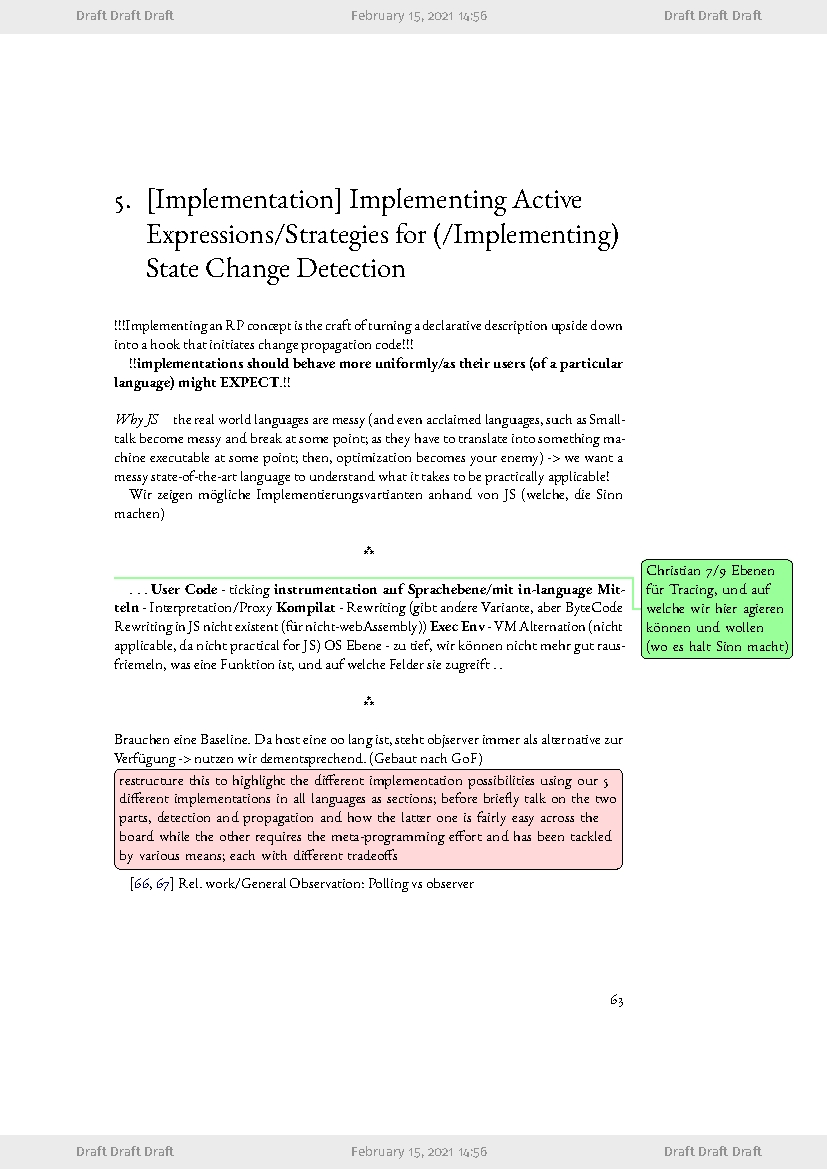 Draft Draft Draft February 15, 2021 14:56 Draft Draft Draft
5. [Implementation] Implementing Active
Expressions/Strategies for (/Implementing)
State Change Detection
!!!Implementing an RP concept is the craft of turning a declarative description upside down
into a hook that initiates change propagation code!!!
!!implementations should behave more uniformly/as their users (of a particular
language) might EXPECT.!!
Why JS the real world languages are messy (and even acclaimed languages, such as Small-
talk become messy and break at some point; as they have to translate into something ma-
chine executable at some point; then, optimization becomes your enemy) -> we want a
messy state-of-the-art language to understand what it takes to be practically applicable!
Wir zeigen mögliche Implementierungsvartianten anhand von JS (welche, die Sinn
machen)
⁂
. . . User Code - ticking instrumentation auf Sprachebene/mit in-language Mit-
teln - Interpretation/Proxy Kompilat - Rewriting (gibt andere Variante, aber ByteCode
Rewriting in JS nicht existent (für nicht-webAssembly)) Exec Env - VM Alternation (nicht
applicable, da nicht practical for JS) OS Ebene - zu tief, wir können nicht mehr gut raus-
friemeln, was eine Funktion ist, und auf welche Felder sie zugreift . .
Christian 7/9 Ebenen
für Tracing, und auf
welche wir hier agieren
können und wollen
(wo es halt Sinn macht)
⁂
Brauchen eine Baseline. Da host eine oo lang ist, steht objserver immer als alternative zur
Verfügung -> nutzen wir dementsprechend. (Gebaut nach GoF)
restructure this to highlight the different implementation possibilities using our 5
different implementations in all languages as sections; before briefly talk on the two
parts, detection and propagation and how the latter one is fairly easy across the
board while the other requires the meta-programming effort and has been tackled
by various means; each with different tradeoffs
[66, 67] Rel. work/General Observation: Polling vs observer
63
Draft Draft Draft February 15, 2021 14:56 Draft Draft Draft